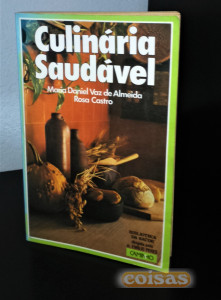 Culinária
Saudável
Maria Daniel Vaz de Almeida
Rosa Castro
coisas